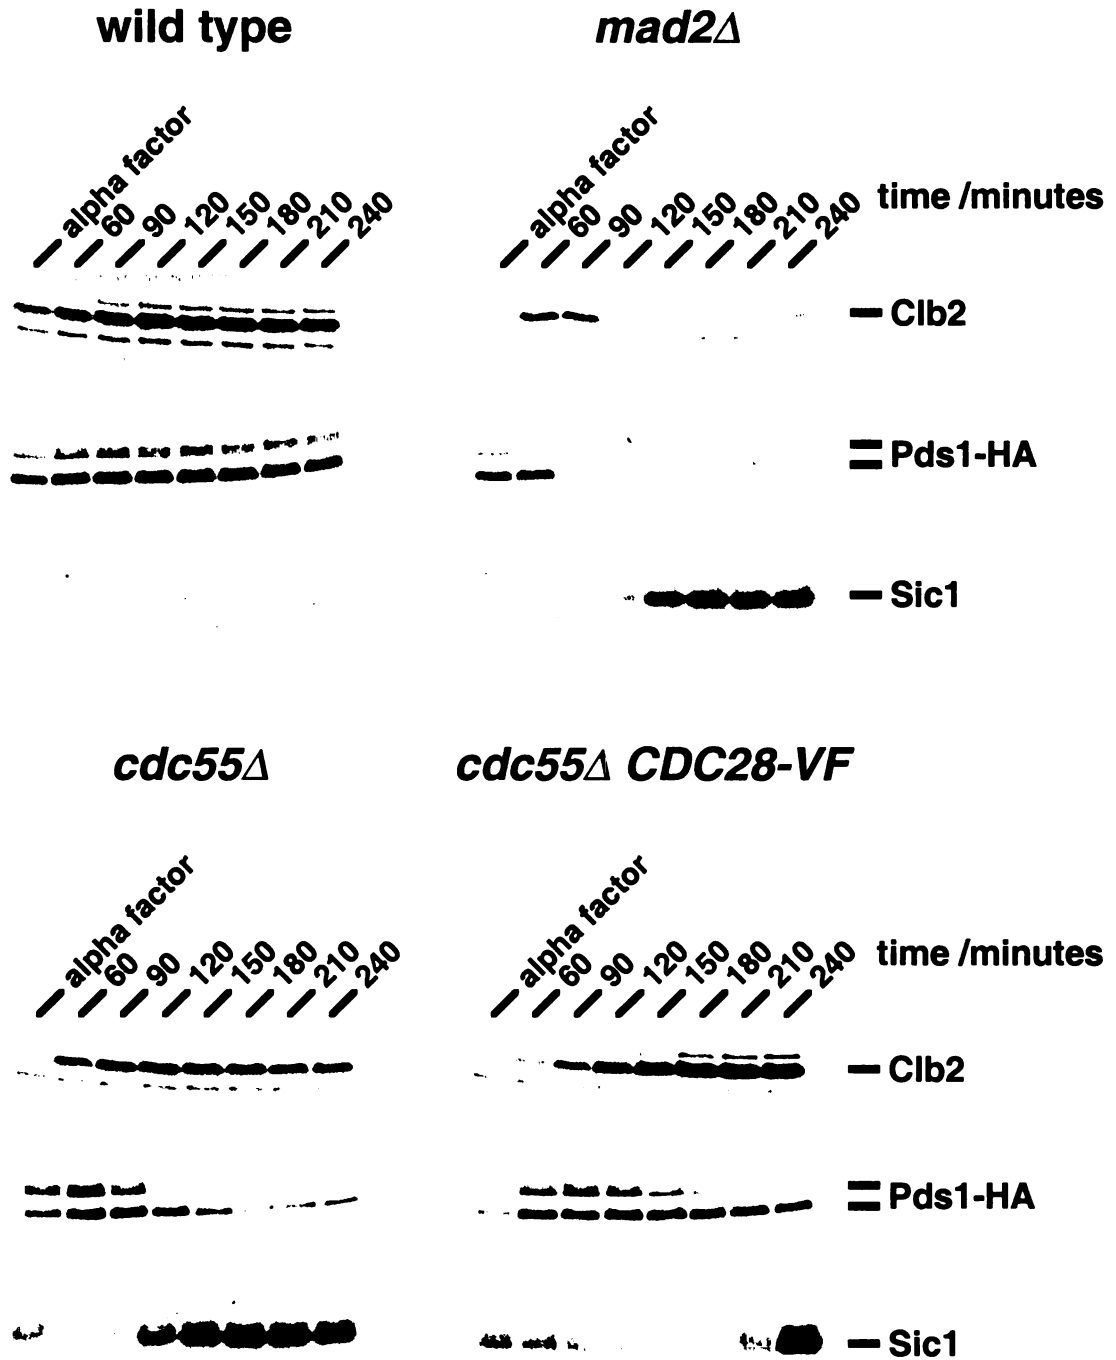 wild type
mad2Δ
alpha factor
60
90
120
150
180
210
240
alpha factor
60
90
120
150
180
210
240
time /minutes
Clb2
Pds1-HA
Sic1
cdc55Δ
cdc55Δ CDC28-VF
alpha factor
60
90
120
150
180
210
240
alpha factor
60
90
120
150
180
210
240
time /minutes
Clb2
Pds1-HA
Sic1